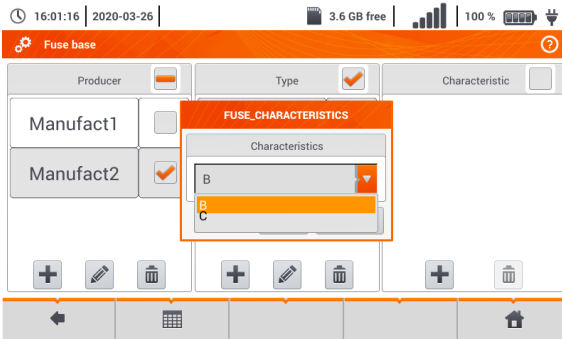 16:01:16 2020-03-26 3.6 GB free 100 %
Fuse base ?
Producer Type Characteristic
FUSE_CHARACTERISTICS
Manufact1
Characteristics
Manufact2
B
B
C